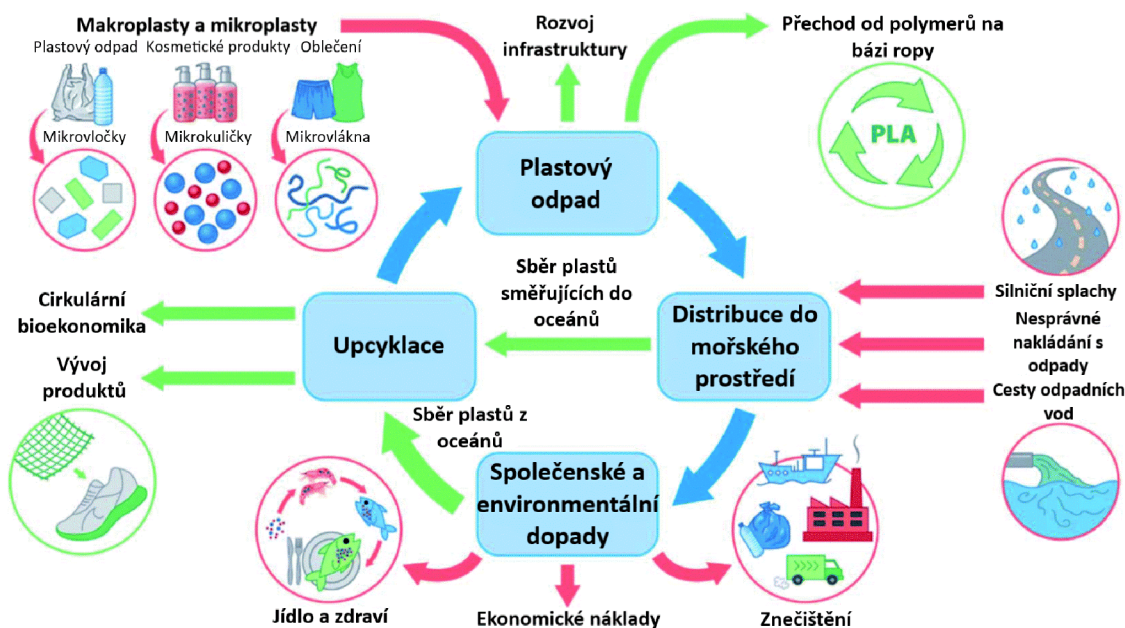 Makroplasty a mikroplasty
Plastový odpad
Kosmetické produkty
Oblečení
Mikrovločky
Mikrokuličky
Mikrovlákna
Rozvoj
infrastruktury
Přechod od polymerů na
bázi ropy
PLA
Plastový
odpad
Silniční splachy
Nesprávné
nakládání s
odpady
Cesty odpadních
vod
Distribuce do
mořského
prostředí
Sběr plastů
směřujících do
oceánů
Upcyklace
Cirkulární
bioekonomika
Vývoj
produktů
Sběr plastů z
oceánů
Společenské a
environmentální
dopady
Jídlo a zdraví
Ekonomické náklady
Znečištění